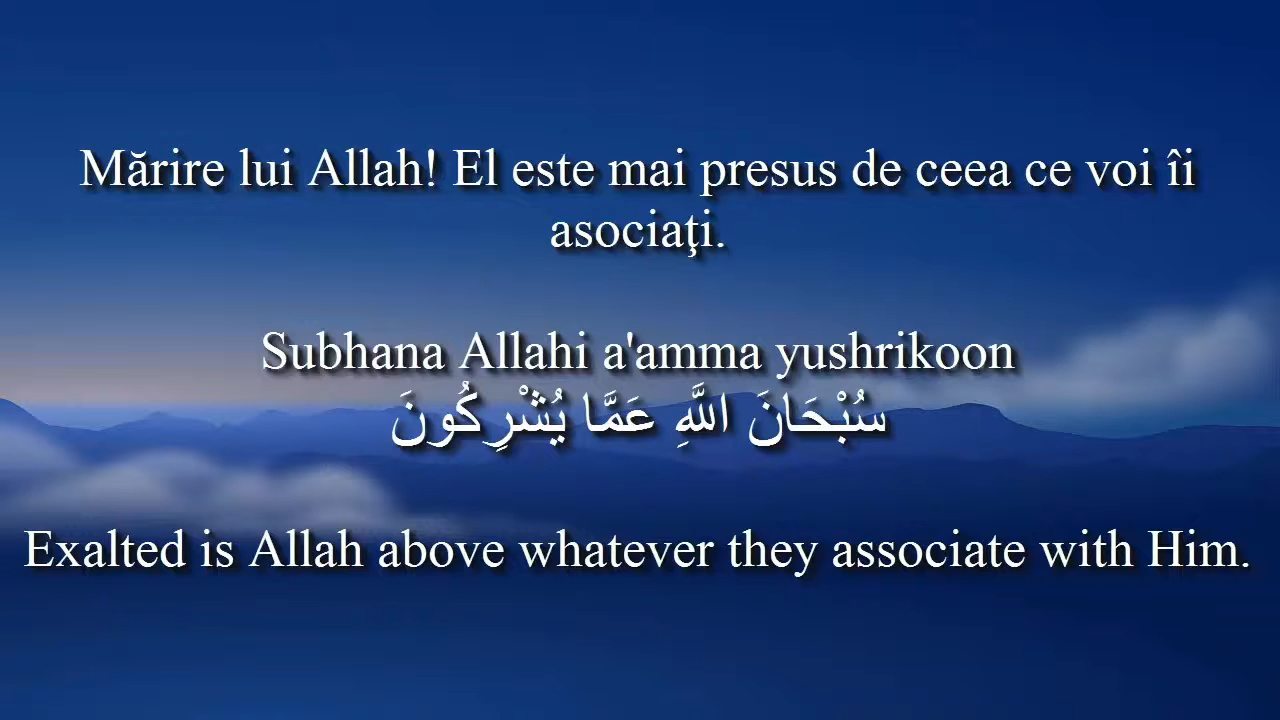 Mărire lui Allah! El este mai presus de ceea ce voi îi
asociaţi.
Subhana Allahi a'amma yushrikoon
سُبْحَانَ اللَّهِ عَمَّا يُشْرِكُونَ
Exalted is Allah above whatever they associate with Him.